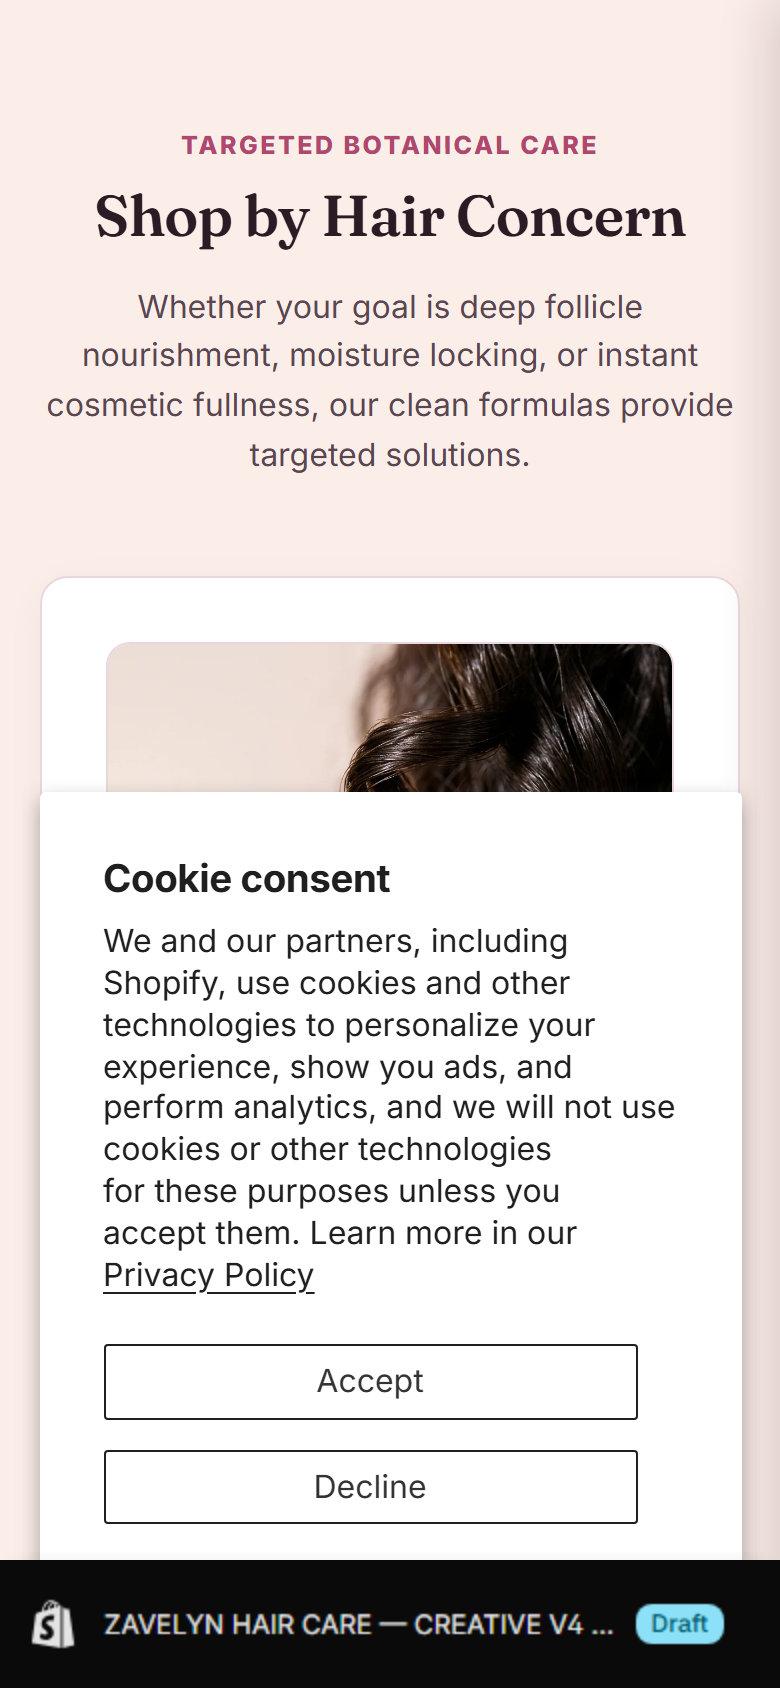 TARGETED BOTANICAL CARE
Shop by Hair Concern
Whether your goal is deep follicle
nourishment, moisture locking, or instant
cosmetic fullness, our clean formulas provide
targeted solutions.
Cookie consent
We and our partners, including
Shopify, use cookies and other
technologies to personalize your
experience, show you ads, and
perform analytics, and we will not use
cookies or other technologies
for these purposes unless you
accept them. Learn more in our
Privacy Policy
Accept
Decline
ZAVELYN HAIR CARE — CREATIVE V4 ...
Draft